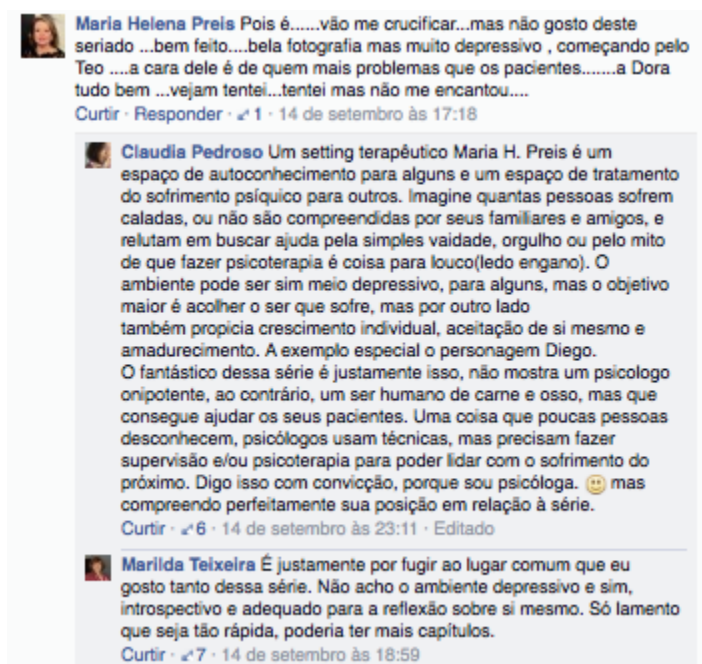 Maria Helena Preis Pois é......vão me crucificar...mas não gosto deste
seriado ...bem feito....bela fotografia mas muito depressivo , começando pelo
Teo ....a cara dele é de quem mais problemas que os pacientes.......a Dora
tudo bem ...vejam tentei...tentei mas não me encantou....
Curtir · Responder · 1 · 14 de setembro às 17:18
Claudia Pedroso Um setting terapêutico Maria H. Preis é um
espaço de autoconhecimento para alguns e um espaço de tratamento
do sofrimento psíquico para outros. Imagine quantas pessoas sofrem
caladas, ou não são compreendidas por seus familiares e amigos, e
relutam em buscar ajuda pela simples vaidade, orgulho ou pelo mito
de que fazer psicoterapia é coisa para louco(ledo engano). O
ambiente pode ser sim meio depressivo, para alguns, mas o objetivo
maior é acolher o ser que sofre, mas por outro lado
também propicia crescimento individual, aceitação de si mesmo e
amadurecimento. A exemplo especial o personagem Diego.
O fantástico dessa série é justamente isso, não mostra um psicologo
onipotente, ao contrário, um ser humano de carne e osso, mas que
consegue ajudar os seus pacientes. Uma coisa que poucas pessoas
desconhecem, psicólogos usam técnicas, mas precisam fazer
supervisão e/ou psicoterapia para poder lidar com o sofrimento do
próximo. Digo isso com convicção, porque sou psicóloga. 🙂 mas
compreendo perfeitamente sua posição em relação à série.
Curtir · 6 · 14 de setembro às 23:11 · Editado
Marilda Teixeira É justamente por fugir ao lugar comum que eu
gosto tanto dessa série. Não acho o ambiente depressivo e sim,
introspectivo e adequado para a reflexão sobre si mesmo. Só lamento
que seja tão rápida, poderia ter mais capítulos.
Curtir · 7 · 14 de setembro às 18:59